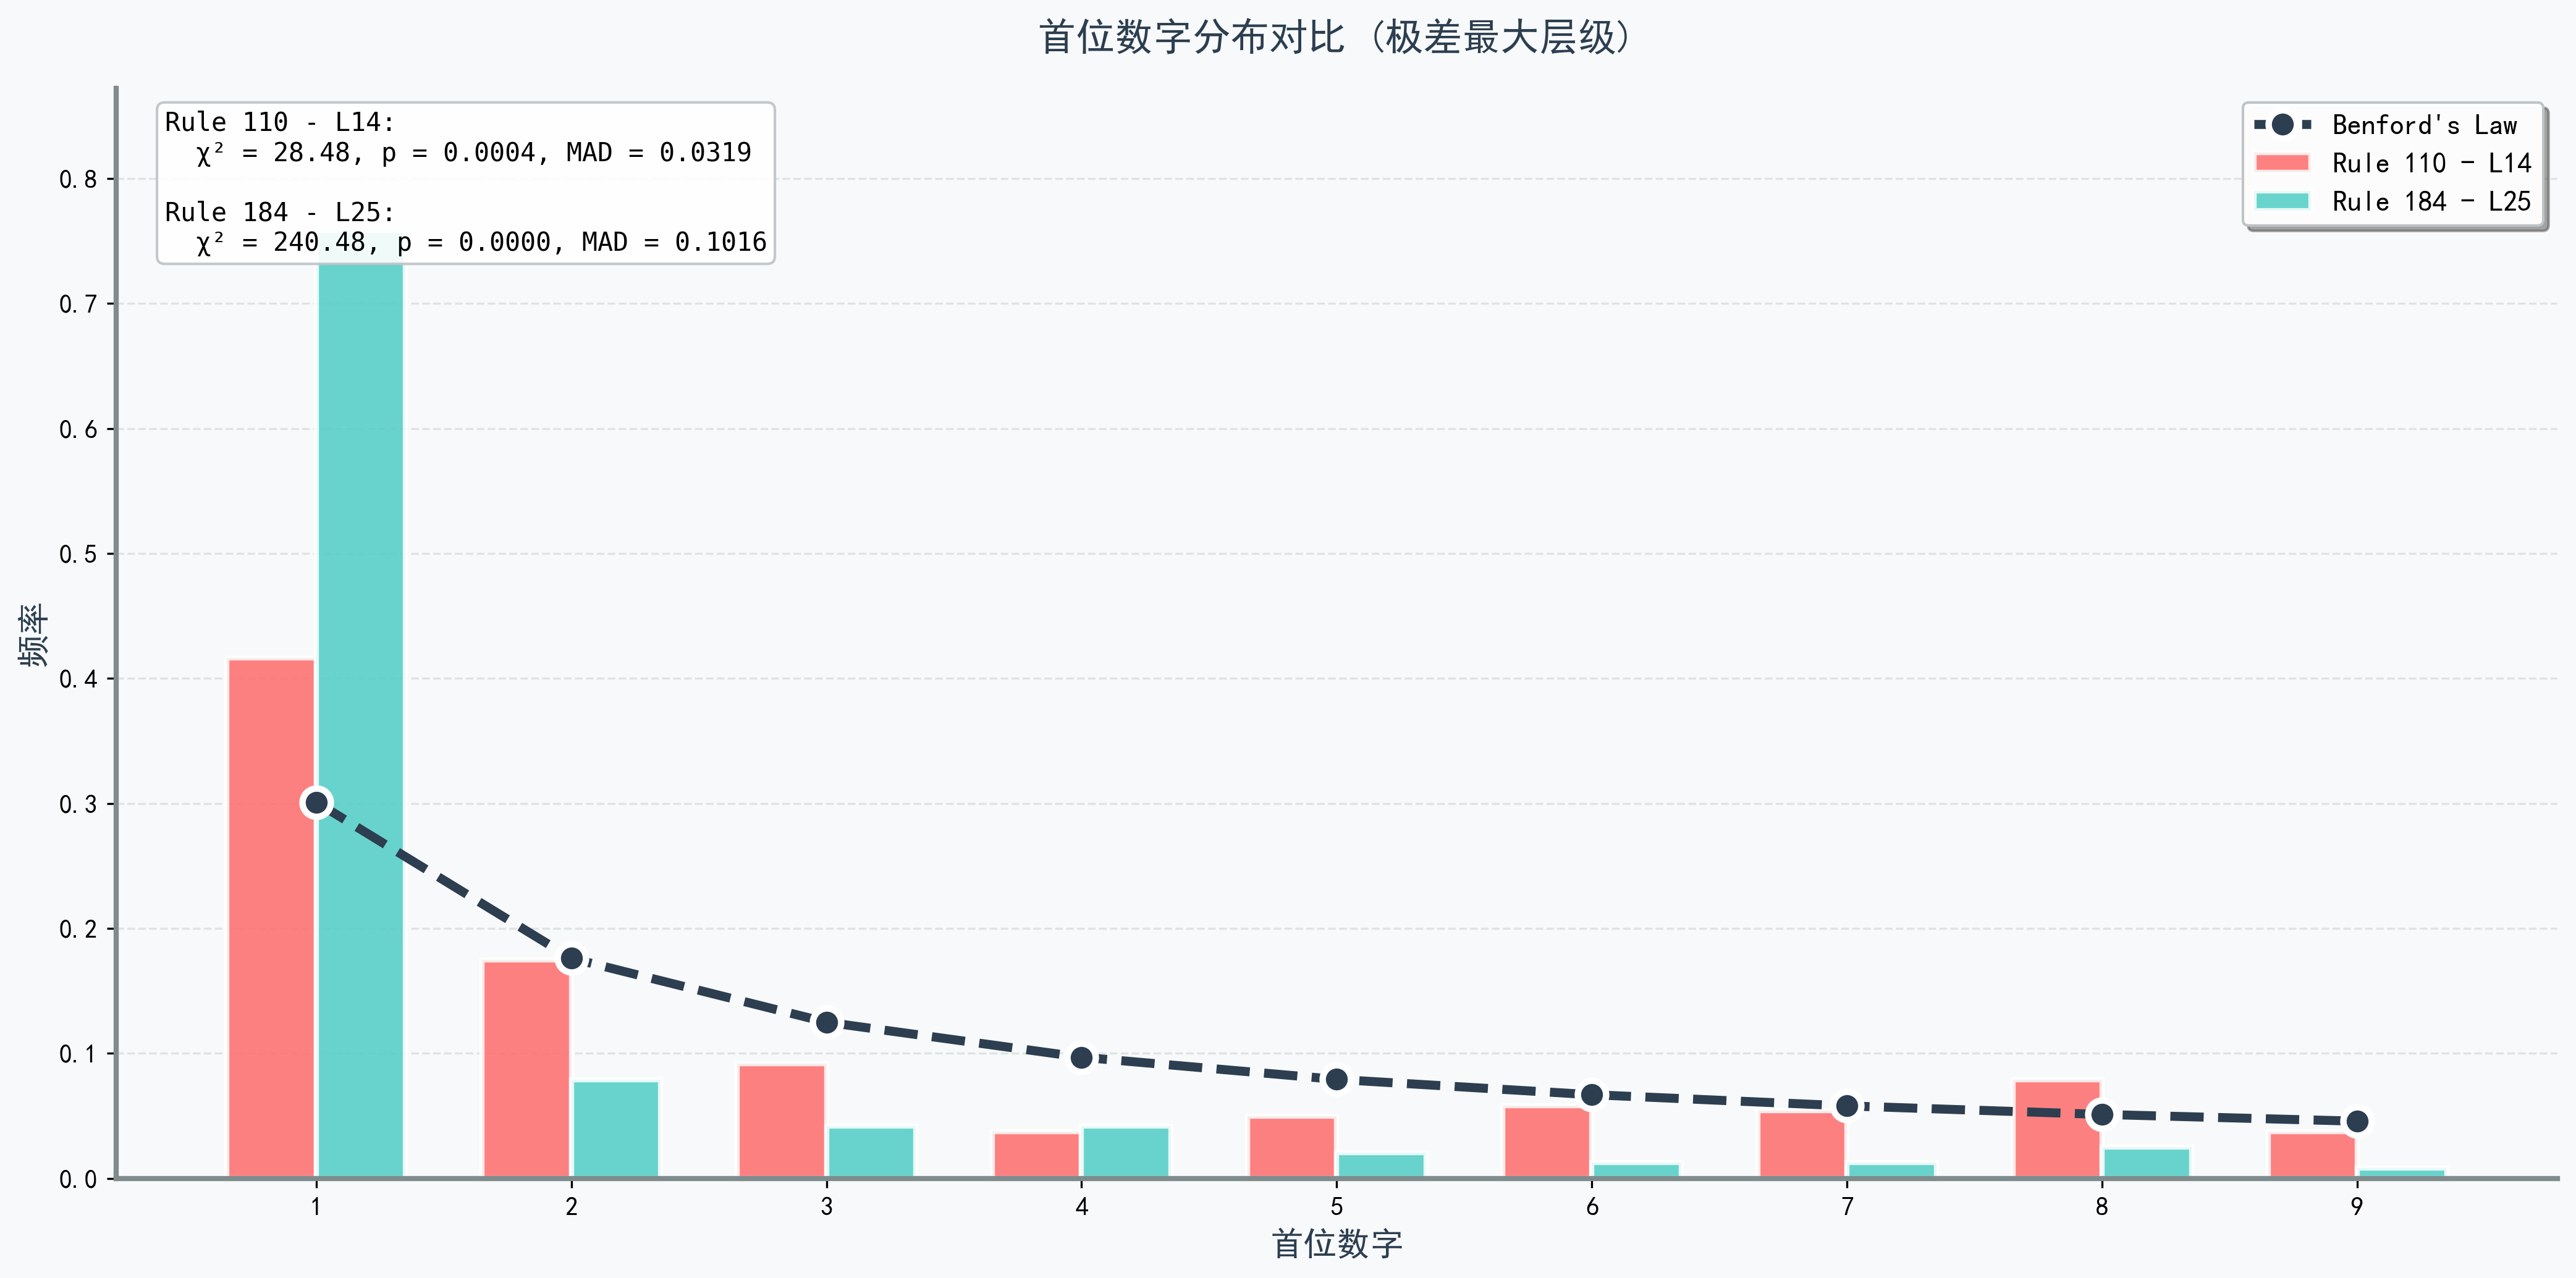 首位数字分布对比 (极差最大层级)
Rule 110 - L14:
χ² = 28.48, p = 0.0004, MAD = 0.0319
Rule 184 - L25:
χ² = 240.48, p = 0.0000, MAD = 0.1016
Benford's Law
Rule 110 - L14
Rule 184 - L25
频率
0.8
0.7
0.6
0.5
0.4
0.3
0.2
0.1
0.0
1 2 3 4 5 6 7 8 9
首位数字